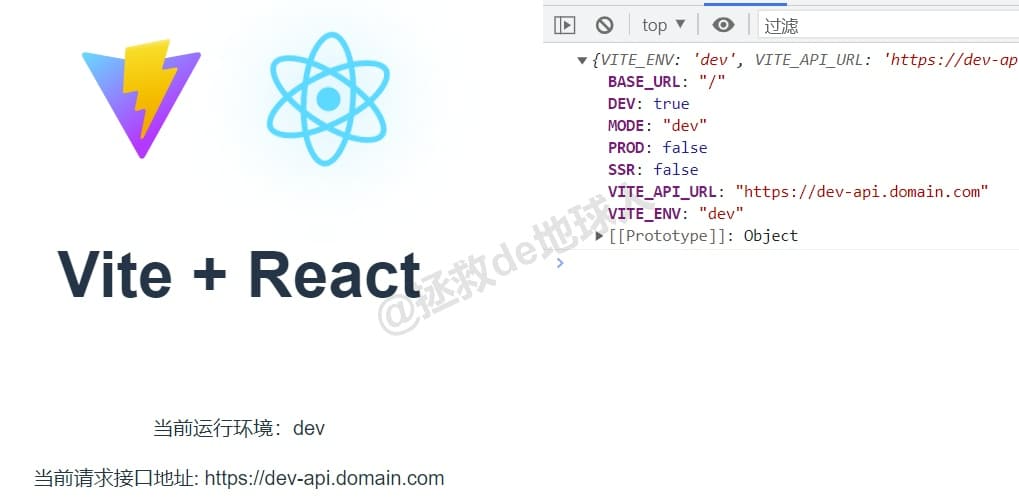 Vite + React
当前运行环境：dev
当前请求接口地址: https://dev-api.domain.com
top
过滤
{VITE_ENV: 'dev', VITE_API_URL: 'https://dev-ap
BASE_URL: "/"
DEV: true
MODE: "dev"
PROD: false
SSR: false
VITE_API_URL: "https://dev-api.domain.com"
VITE_ENV: "dev"
[[Prototype]]: Object
@拯救de地球人